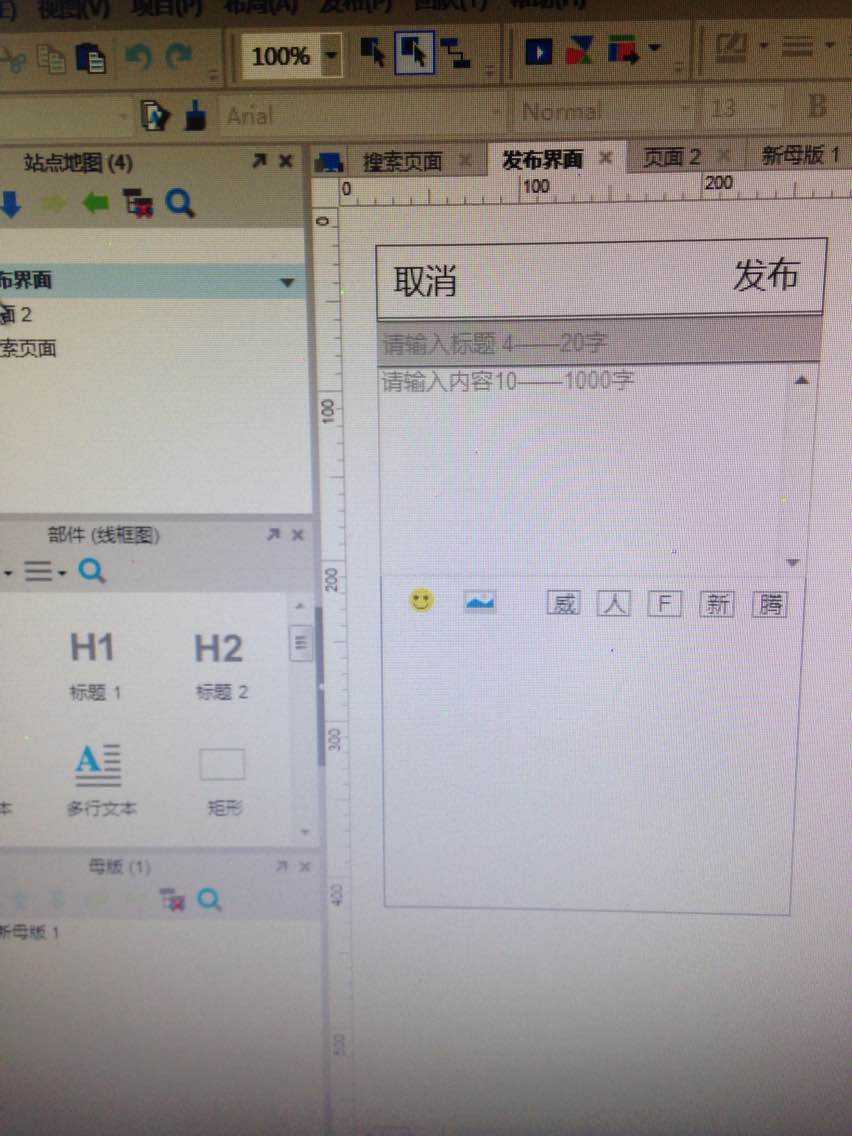 视图(V) 项目(P) 布局(A) 发布(P) 团队(T) 帮助(H)
100%
Arial Normal 13 B
站点地图 (4)
搜索页面 发布界面 页面 2 新母版 1
0 100 200
0
布界面
面 2
索页面
取消 发布
请输入标题 4——20字
请输入内容10——1000字
100
部件 (线框图)
200
威 人 F 新 腾
H1 H2
标题 1 标题 2
300
A
本 多行文本 矩形
母版 (1)
400
新母版 1
500